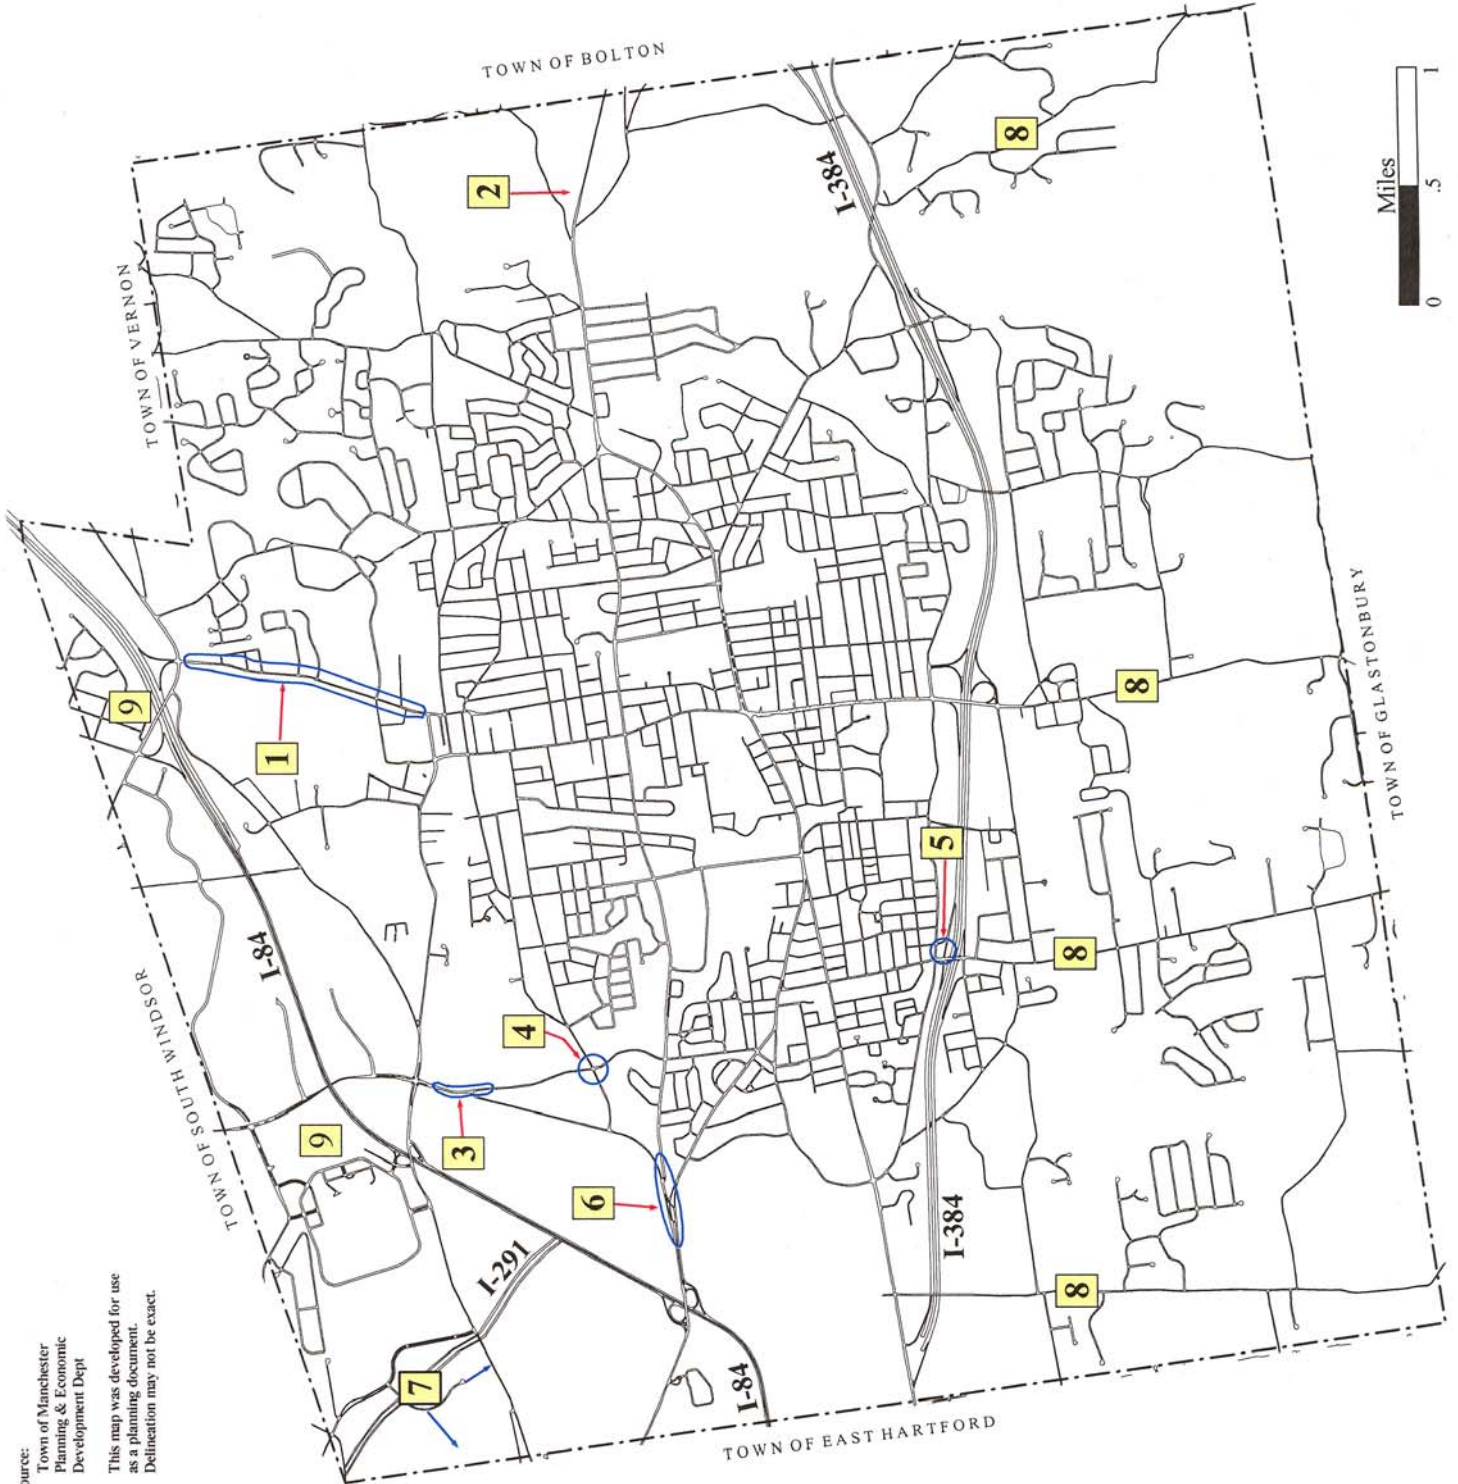 ource:
Town of Manchester
Planning & Economic
Development Dept
This map was developed for use
as a planning document.
Delineation may not be exact.
TOWN OF SOUTH WINDSOR
TOWN OF VERNON
9
I-84
1
9
7
3
I-291
2
4
TOWN OF BOLTON
6
I-84
I-384
TOWN OF EAST HARTFORD
5
I-384
8
8
8
8
TOWN OF GLASTONBURY
Miles
0 .5 1